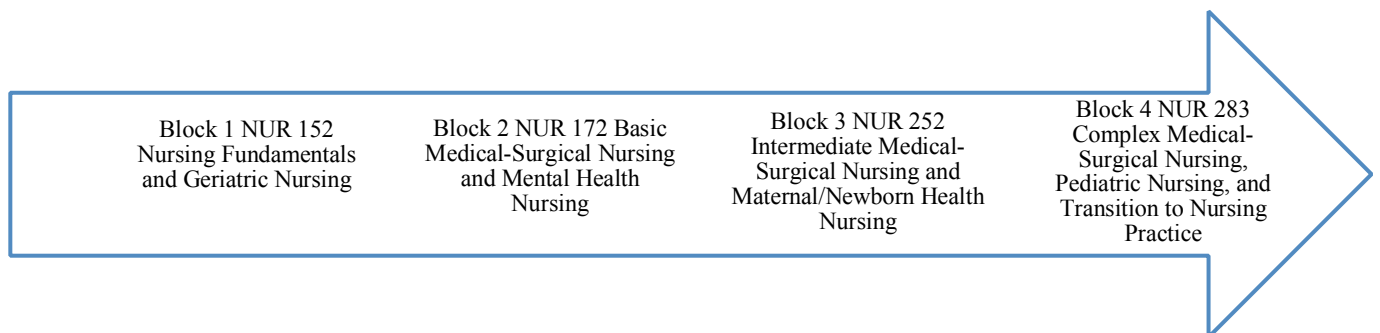 Block 1 NUR 152
Nursing Fundamentals
and Geriatric Nursing
Block 2 NUR 172 Basic
Medical-Surgical Nursing
and Mental Health
Nursing
Block 3 NUR 252
Intermediate Medical-
Surgical Nursing and
Maternal/Newborn Health
Nursing
Block 4 NUR 283
Complex Medical-
Surgical Nursing,
Pediatric Nursing, and
Transition to Nursing
Practice